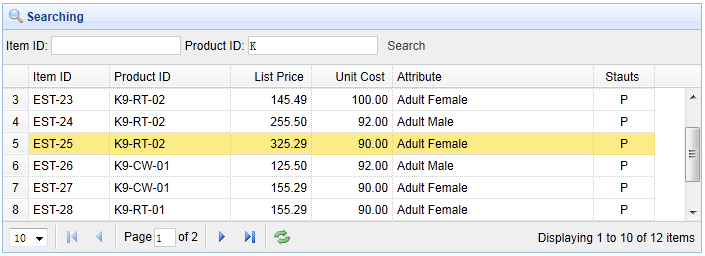 Searching
Item ID: Product ID: K Search
Item ID Product ID List Price Unit Cost Attribute Stauts
3 EST-23 K9-RT-02 145.49 100.00 Adult Female P
4 EST-24 K9-RT-02 255.50 92.00 Adult Male P
5 EST-25 K9-RT-02 325.29 90.00 Adult Female P
6 EST-26 K9-CW-01 125.50 92.00 Adult Male P
7 EST-27 K9-CW-01 155.29 90.00 Adult Female P
8 EST-28 K9-RT-01 155.29 90.00 Adult Female P
10 Page 1 of 2 Displaying 1 to 10 of 12 items